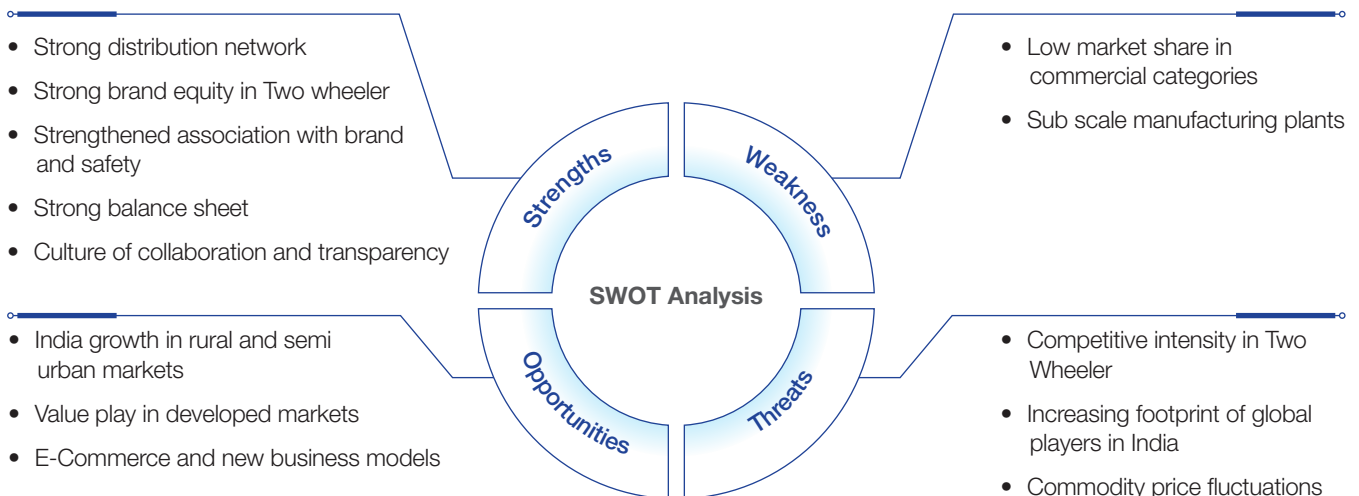 • Strong distribution network
• Strong brand equity in Two wheeler
• Strengthened association with brand
and safety
• Strong balance sheet
• Culture of collaboration and transparency
• Low market share in
commercial categories
• Sub scale manufacturing plants
Strengths
Weakness
SWOT Analysis
Opportunities
Threats
• India growth in rural and semi
urban markets
• Value play in developed markets
• E-Commerce and new business models
• Competitive intensity in Two
Wheeler
• Increasing footprint of global
players in India
• Commodity price fluctuations